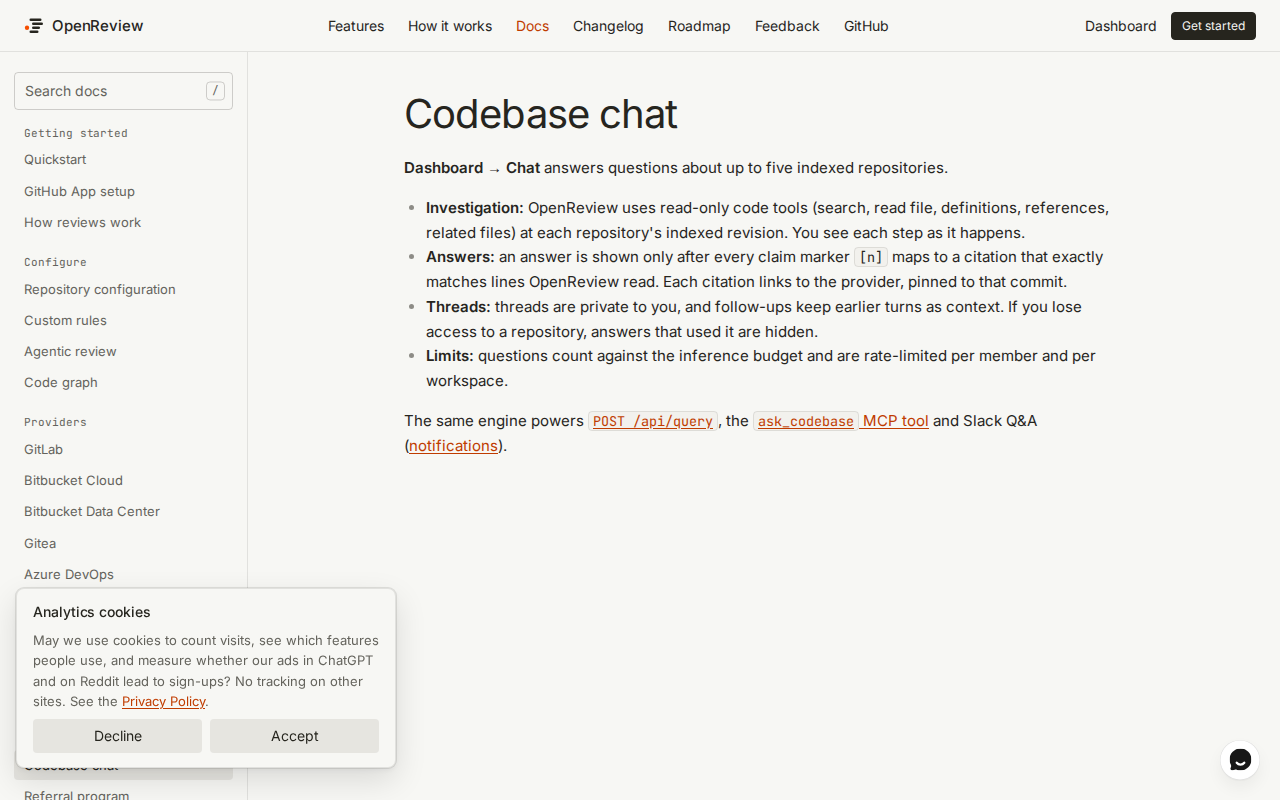 OpenReview
Features
How it works
Docs
Changelog
Roadmap
Feedback
GitHub
Dashboard
Get started
Search docs
/
Getting started
Quickstart
GitHub App setup
How reviews work
Configure
Repository configuration
Custom rules
Agentic review
Code graph
Providers
GitLab
Bitbucket Cloud
Bitbucket Data Center
Gitea
Azure DevOps
Codebase chat
Referral program
Codebase chat
Dashboard → Chat answers questions about up to five indexed repositories.
Investigation: OpenReview uses read-only code tools (search, read file, definitions, references,
related files) at each repository's indexed revision. You see each step as it happens.
Answers: an answer is shown only after every claim marker [n] maps to a citation that exactly
matches lines OpenReview read. Each citation links to the provider, pinned to that commit.
Threads: threads are private to you, and follow-ups keep earlier turns as context. If you lose
access to a repository, answers that used it are hidden.
Limits: questions count against the inference budget and are rate-limited per member and per
workspace.
The same engine powers POST /api/query, the ask_codebase MCP tool and Slack Q&A
(notifications).
Analytics cookies
May we use cookies to count visits, see which features
people use, and measure whether our ads in ChatGPT
and on Reddit lead to sign-ups? No tracking on other
sites. See the Privacy Policy.
Decline
Accept